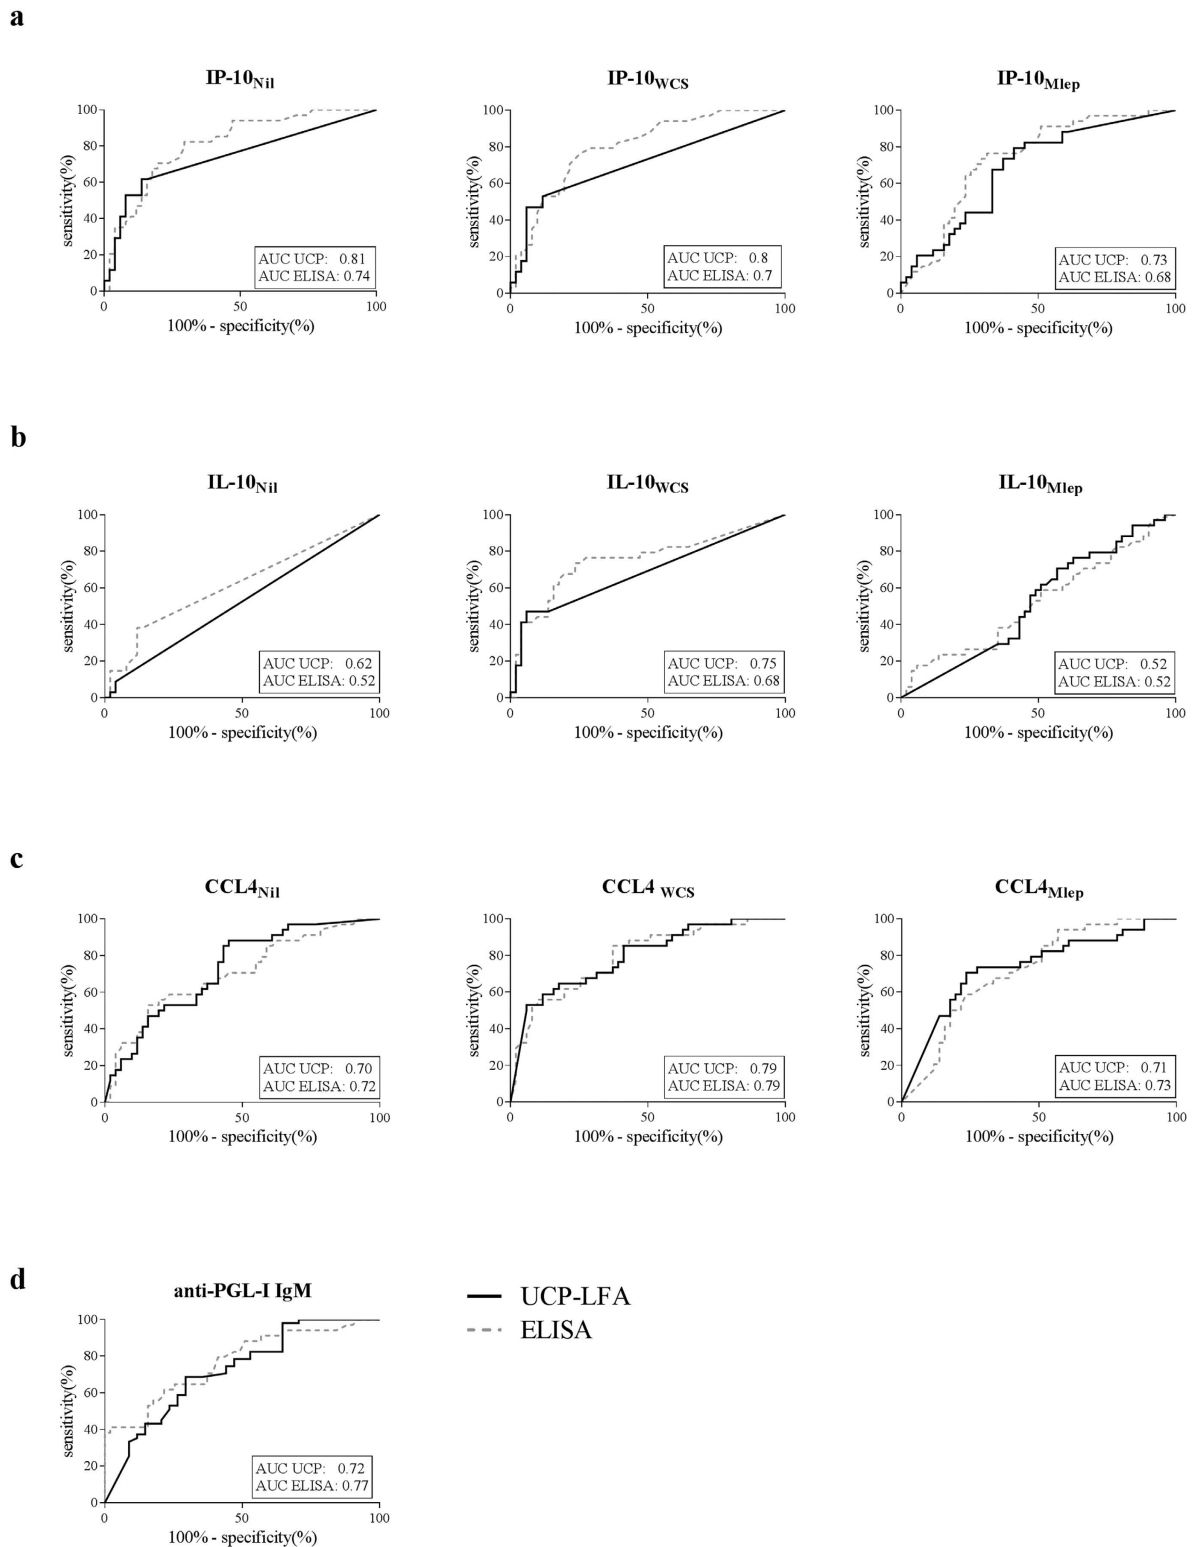 a
IP-10Nil
sensitivity(%)
100
80
60
40
20
0
0 50 100
100% - specificity(%)
AUC UCP: 0.81
AUC ELISA: 0.74
IP-10WCS
sensitivity(%)
100
80
60
40
20
0
0 50 100
100% - specificity(%)
AUC UCP: 0.8
AUC ELISA: 0.7
IP-10Mlep
sensitivity(%)
100
80
60
40
20
0
0 50 100
100% - specificity(%)
AUC UCP: 0.73
AUC ELISA: 0.68
b
IL-10Nil
sensitivity(%)
100
80
60
40
20
0
0 50 100
100% - specificity(%)
AUC UCP: 0.62
AUC ELISA: 0.52
IL-10WCS
sensitivity(%)
100
80
60
40
20
0
0 50 100
100% - specificity(%)
AUC UCP: 0.75
AUC ELISA: 0.68
IL-10Mlep
sensitivity(%)
100
80
60
40
20
0
0 50 100
100% - specificity(%)
AUC UCP: 0.52
AUC ELISA: 0.52
c
CCL4Nil
sensitivity(%)
100
80
60
40
20
0
0 50 100
100% - specificity(%)
AUC UCP: 0.70
AUC ELISA: 0.72
CCL4 WCS
sensitivity(%)
100
80
60
40
20
0
0 50 100
100% - specificity(%)
AUC UCP: 0.79
AUC ELISA: 0.79
CCL4Mlep
sensitivity(%)
100
80
60
40
20
0
0 50 100
100% - specificity(%)
AUC UCP: 0.71
AUC ELISA: 0.73
d
anti-PGL-I IgM
sensitivity(%)
100
80
60
40
20
0
0 50 100
100% - specificity(%)
AUC UCP: 0.72
AUC ELISA: 0.77
UCP-LFA
ELISA